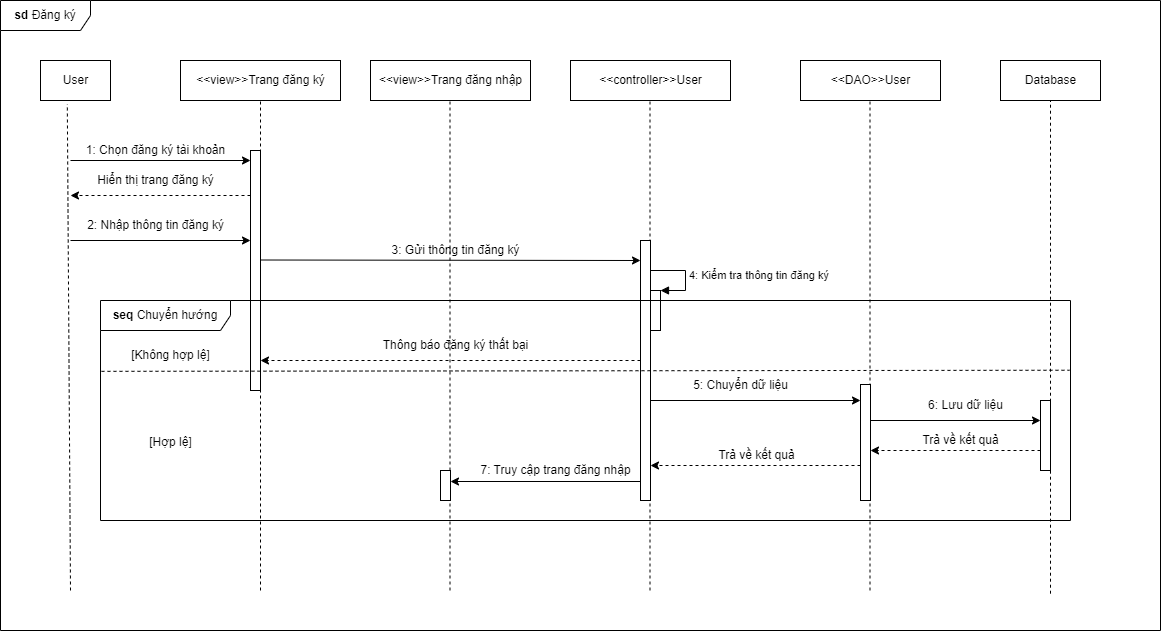 sd Đăng ký
User
<<view>>Trang đăng ký
<<view>>Trang đăng nhập
<<controller>>User
<<DAO>>User
Database
1: Chọn đăng ký tài khoản
Hiển thị trang đăng ký
2: Nhập thông tin đăng ký
3: Gửi thông tin đăng ký
4: Kiểm tra thông tin đăng ký
seq Chuyển hướng
Thông báo đăng ký thất bại
[Không hợp lệ]
5: Chuyển dữ liệu
6: Lưu dữ liệu
[Hợp lệ]
Trả về kết quả
Trả về kết quả
7: Truy cập trang đăng nhập